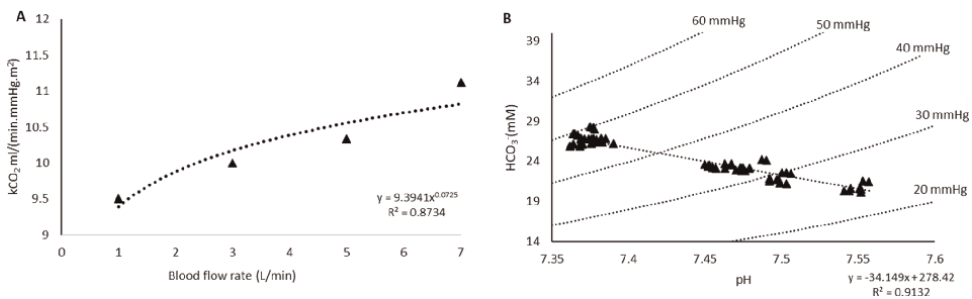 A
kCO₂ ml/(min.mmHg.m²)
12
11.5
11
10.5
10
9.5
9
0 1 2 3 4 5 6 7
Blood flow rate (L/min)
y = 9.3941x^0.0725
R² = 0.8734
B
HCO₃ (mM)
39
34
29
24
19
14
60 mmHg
50 mmHg
40 mmHg
30 mmHg
20 mmHg
7.35 7.4 7.45 7.5 7.55 7.6
pH
y = -34.149x + 278.42
R² = 0.9132